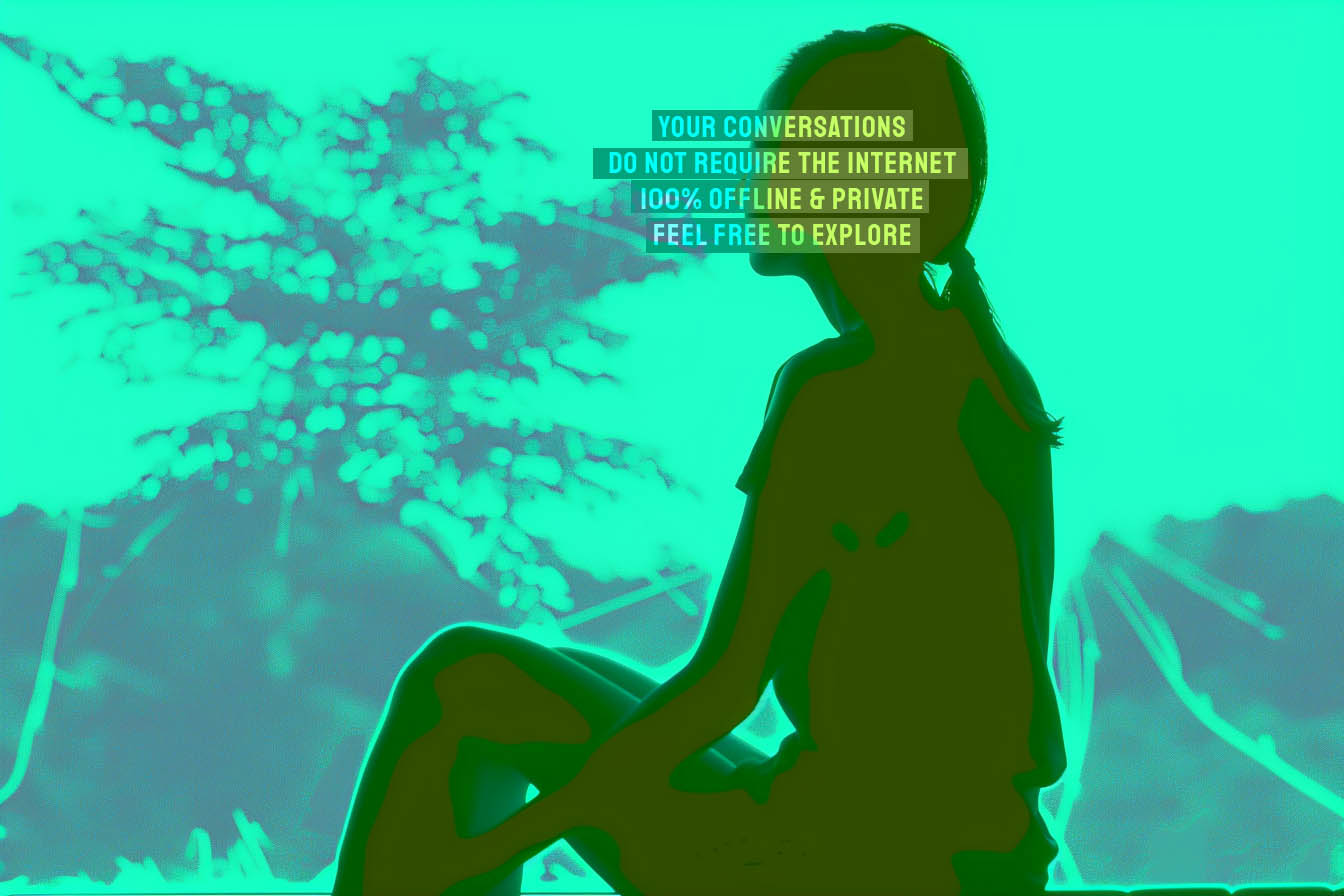 YOUR CONVERSATIONS
DO NOT REQUIRE THE INTERNET
100% OFFLINE & PRIVATE
FEEL FREE TO EXPLORE